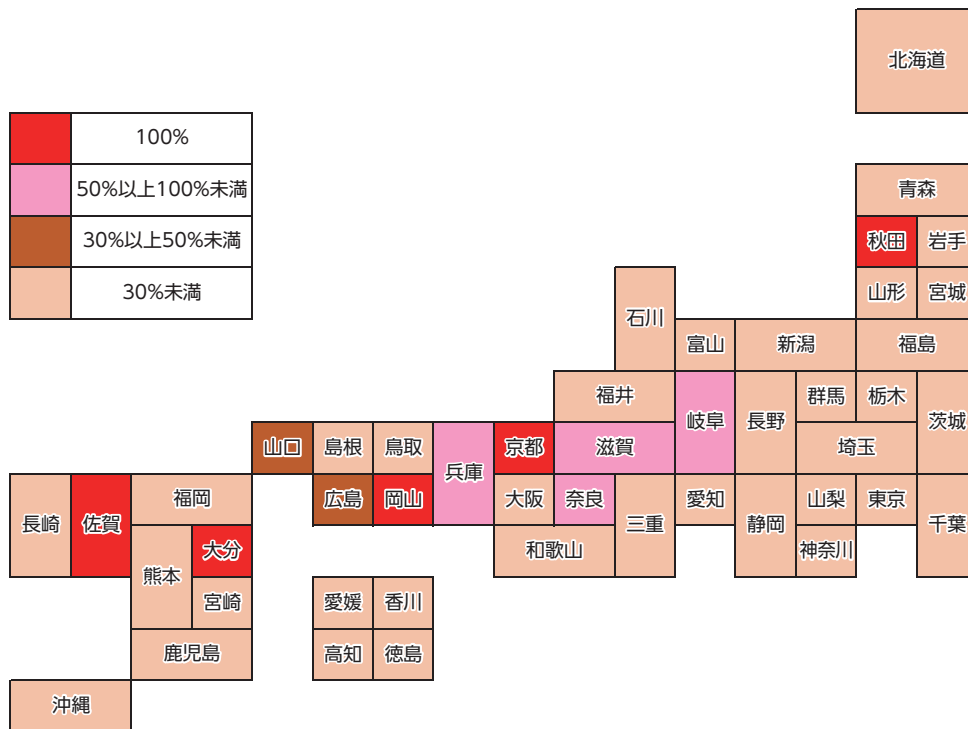 北海道
100%
50%以上100%未満
30%以上50%未満
30%未満
青森
秋田 岩手
山形 宮城
石川
富山 新潟 福島
福井 岐阜 長野 群馬 栃木 茨城
山口 島根 鳥取 兵庫 京都 滋賀 埼玉
長崎 佐賀 福岡 広島 岡山 大阪 奈良 三重 愛知 静岡 山梨 東京 千葉
熊本 大分 和歌山 神奈川
宮崎 愛媛 香川
鹿児島 高知 徳島
沖縄